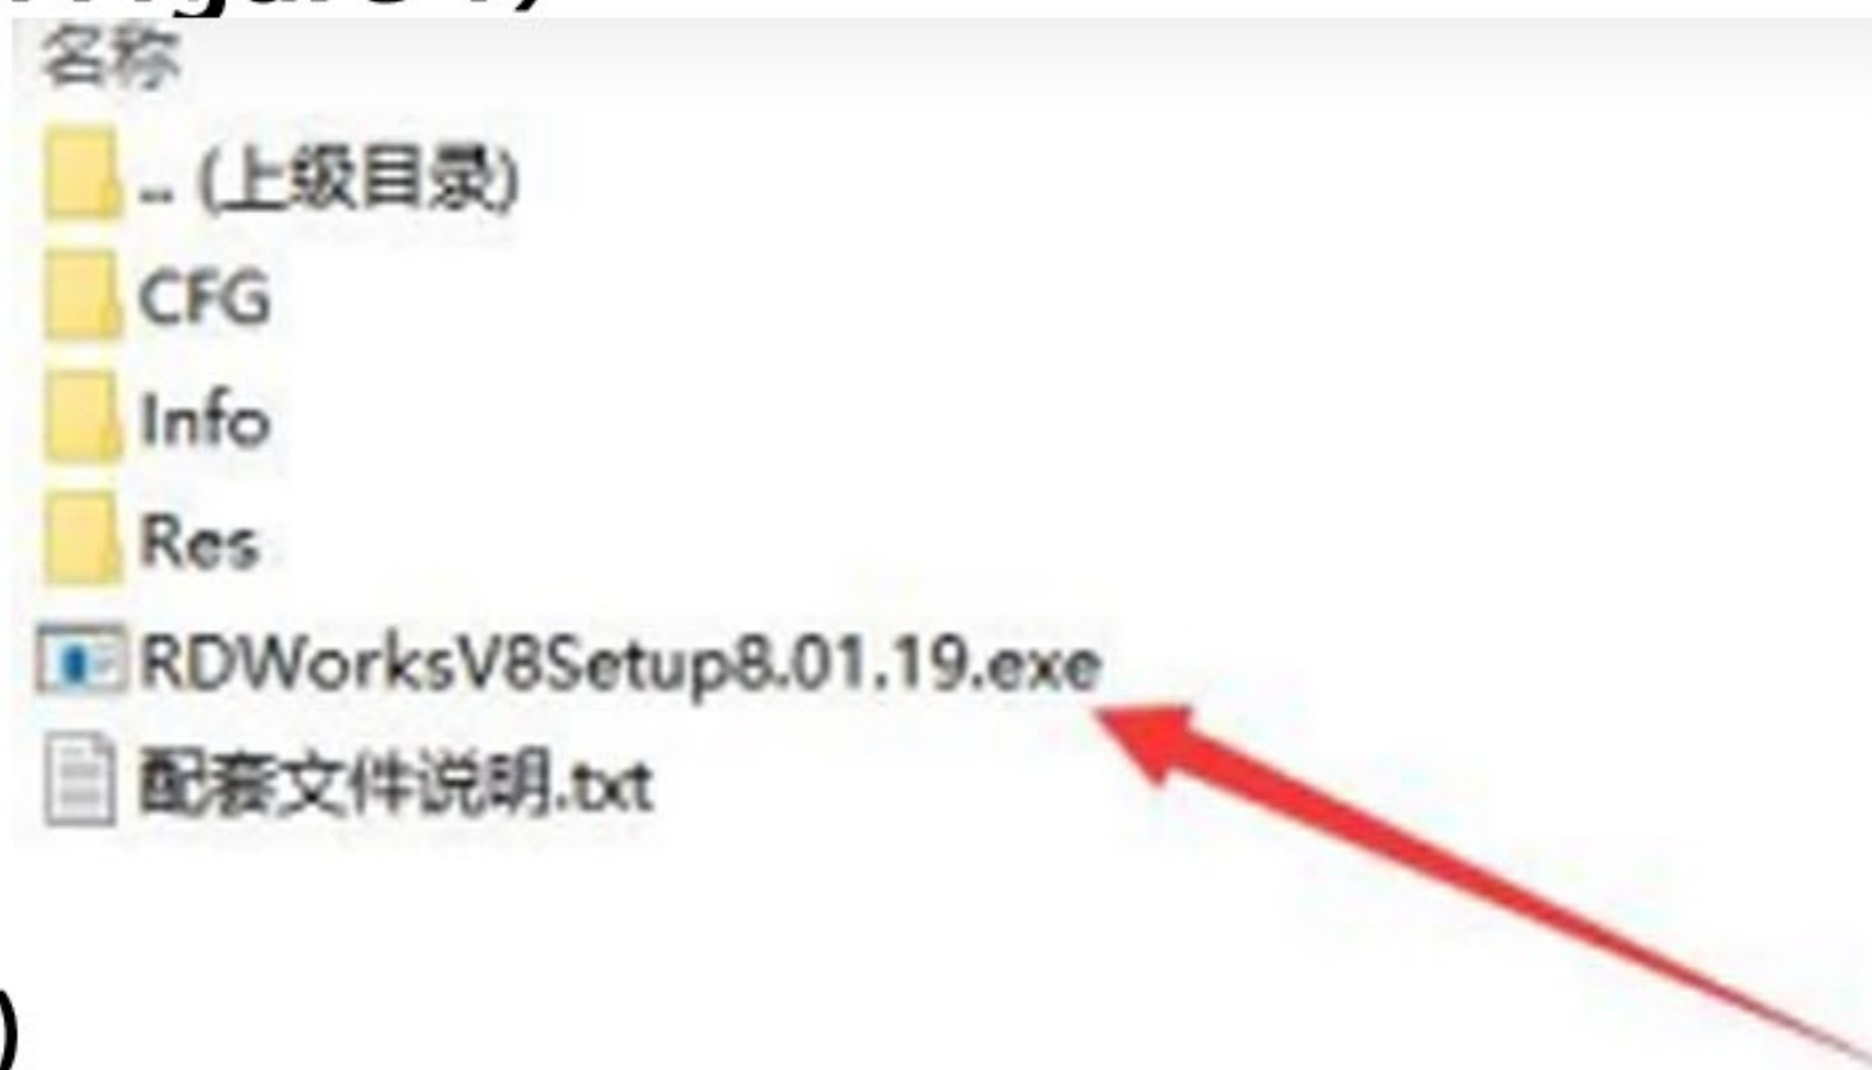 名称
.. (上级目录)
CFG
Info
Res
RDWorksV8Setup8.01.19.exe
配套文件说明.txt
)